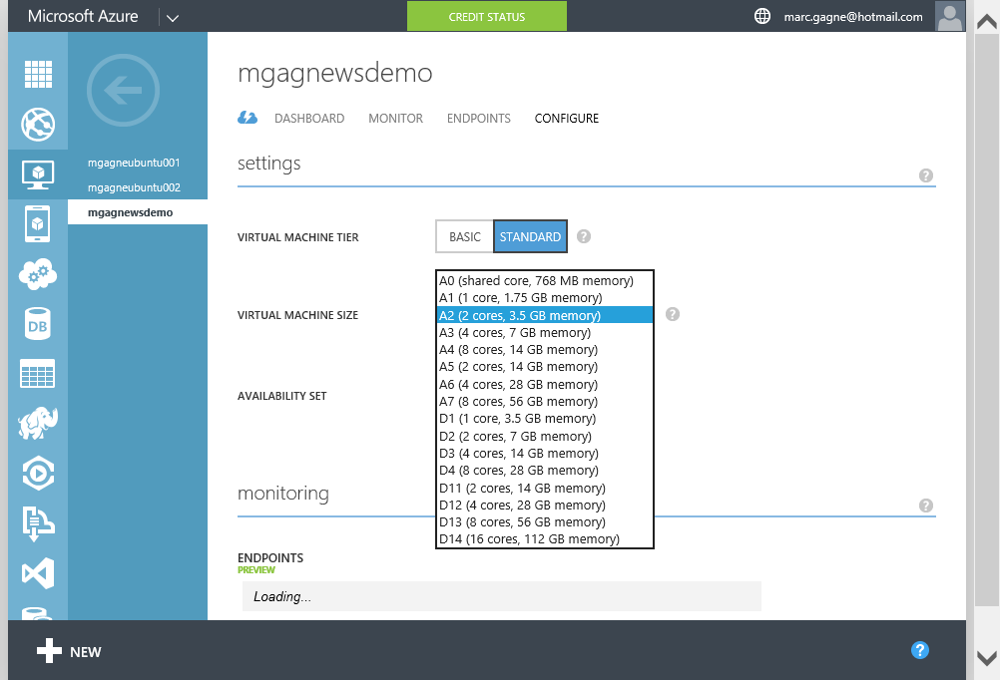 Microsoft Azure
CREDIT STATUS
marc.gagne@hotmail.com
mgagneubuntu001
mgagneubuntu002
mgagnewsdemo
mgagnewsdemo
DASHBOARD MONITOR ENDPOINTS CONFIGURE
settings
?
VIRTUAL MACHINE TIER
BASIC STANDARD ?
VIRTUAL MACHINE SIZE
A0 (shared core, 768 MB memory)
A1 (1 core, 1.75 GB memory)
A2 (2 cores, 3.5 GB memory)
A3 (4 cores, 7 GB memory)
A4 (8 cores, 14 GB memory)
A5 (2 cores, 14 GB memory)
A6 (4 cores, 28 GB memory)
A7 (8 cores, 56 GB memory)
D1 (1 core, 3.5 GB memory)
D2 (2 cores, 7 GB memory)
D3 (4 cores, 14 GB memory)
D4 (8 cores, 28 GB memory)
D11 (2 cores, 14 GB memory)
D12 (4 cores, 28 GB memory)
D13 (8 cores, 56 GB memory)
D14 (16 cores, 112 GB memory)
?
AVAILABILITY SET
monitoring
?
ENDPOINTS
PREVIEW
Loading...
DB
NEW
?